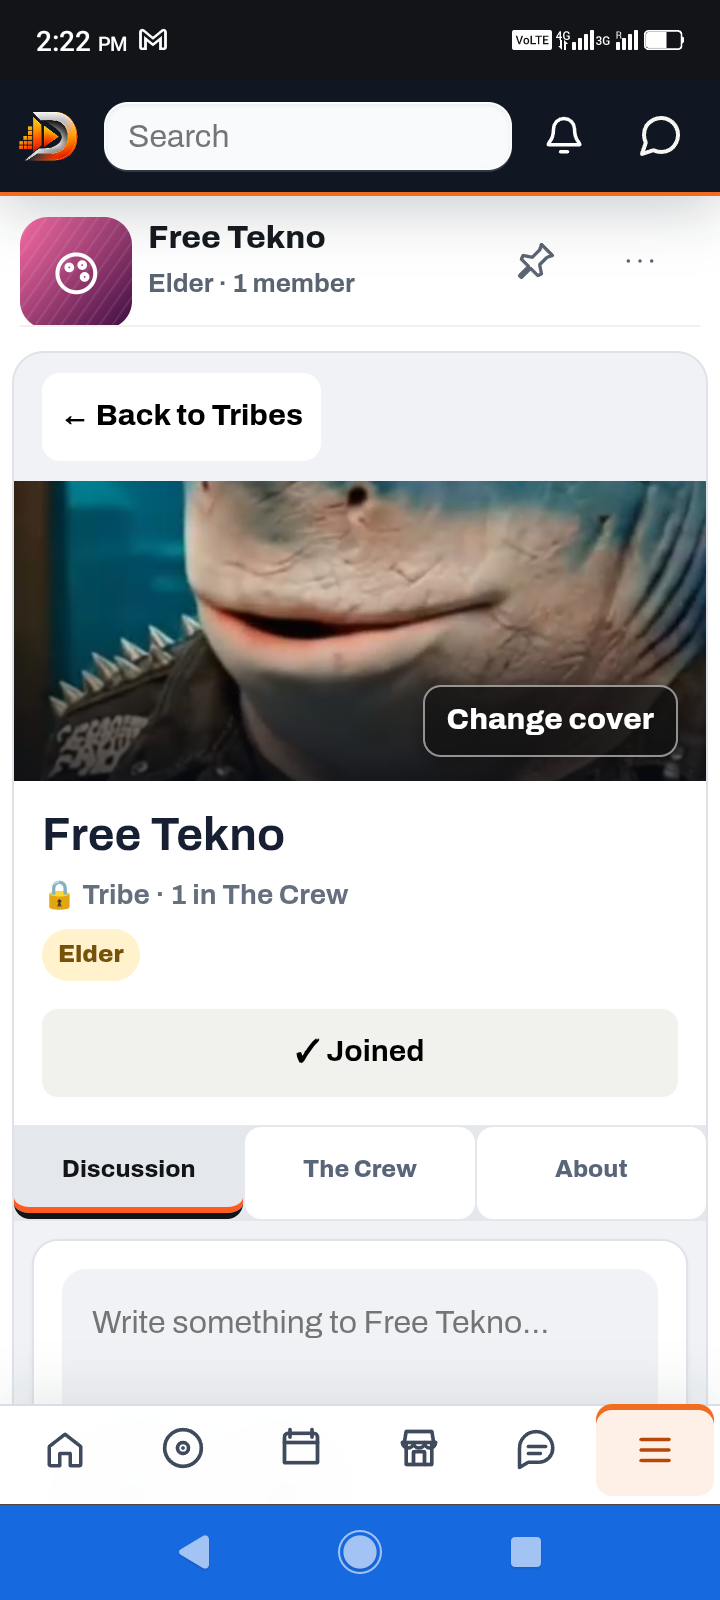 2:22 PM
VoLTE 4G 3G R
Search
Free Tekno
Elder · 1 member
...
← Back to Tribes
Change cover
Free Tekno
🔒 Tribe · 1 in The Crew
Elder
✓ Joined
Discussion
The Crew
About
Write something to Free Tekno...